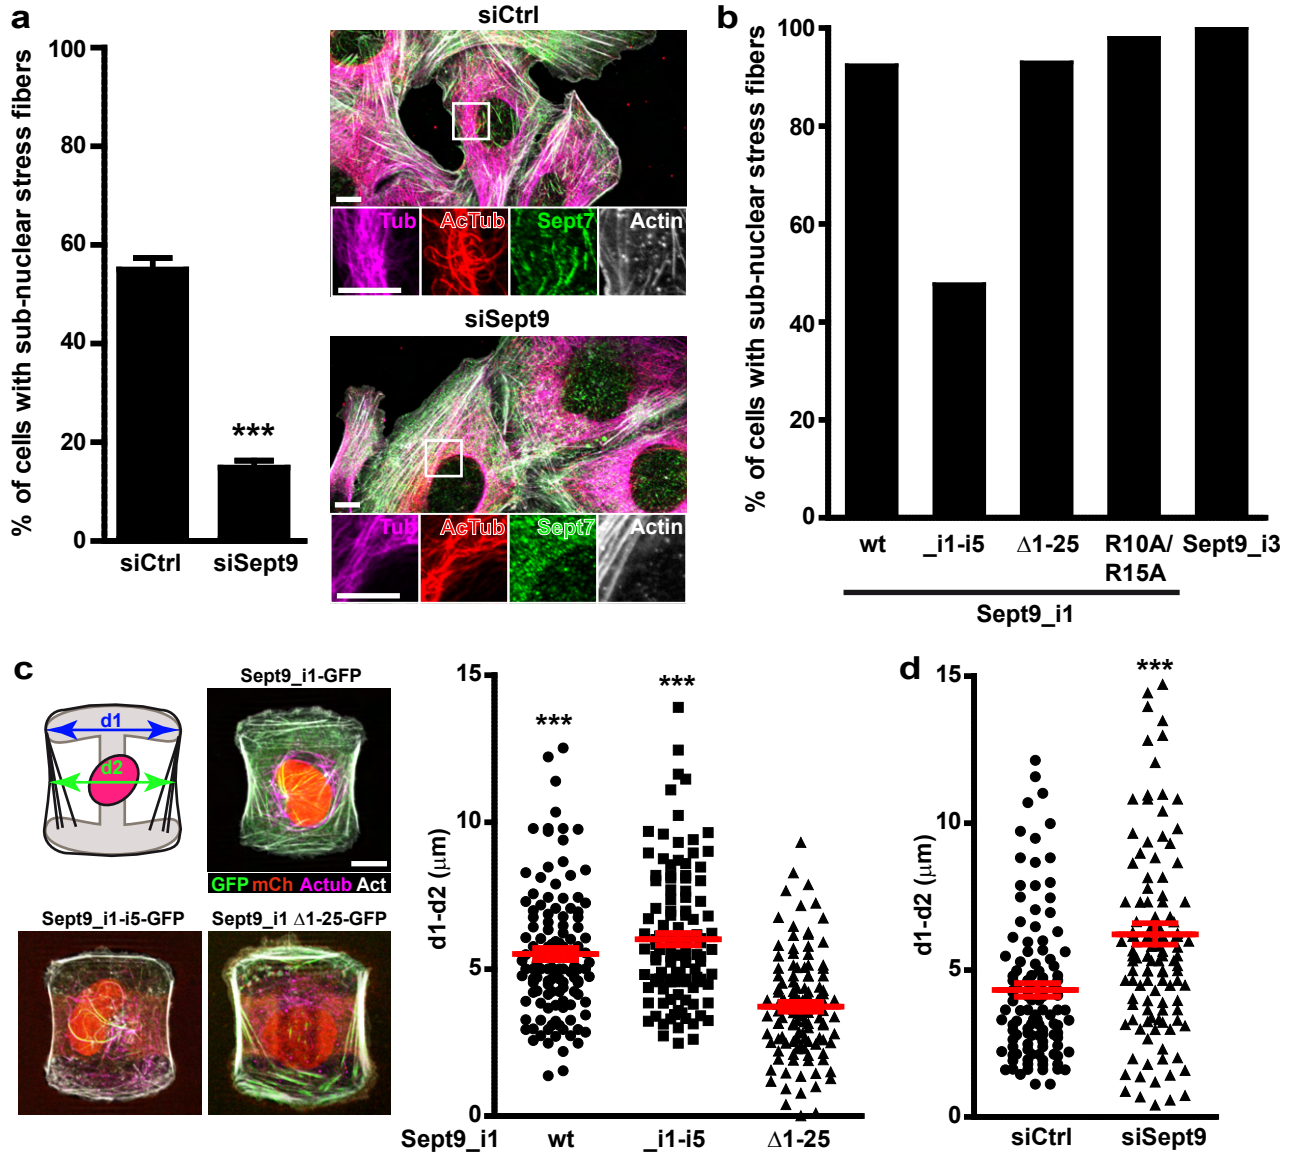 a
% of cells with sub-nuclear stress fibers
100
80
60
40
20
0
***
siCtrl
siSept9
siCtrl
Tub
AcTub
Sept7
Actin
siSept9
Tub
AcTub
Sept7
Actin
b
% of cells with sub-nuclear stress fibers
100
80
60
40
20
0
wt
_i1-i5
Δ1-25
R10A/
R15A
Sept9_i3
Sept9_i1
c
d1
d2
Sept9_i1-GFP
GFP mCh Actub Act
Sept9_i1-i5-GFP
Sept9_i1 Δ1-25-GFP
d1-d2 (μm)
15
10
5
0
***
***
Sept9_i1
wt
_i1-i5
Δ1-25
d
d1-d2 (μm)
15
10
5
0
***
siCtrl
siSept9